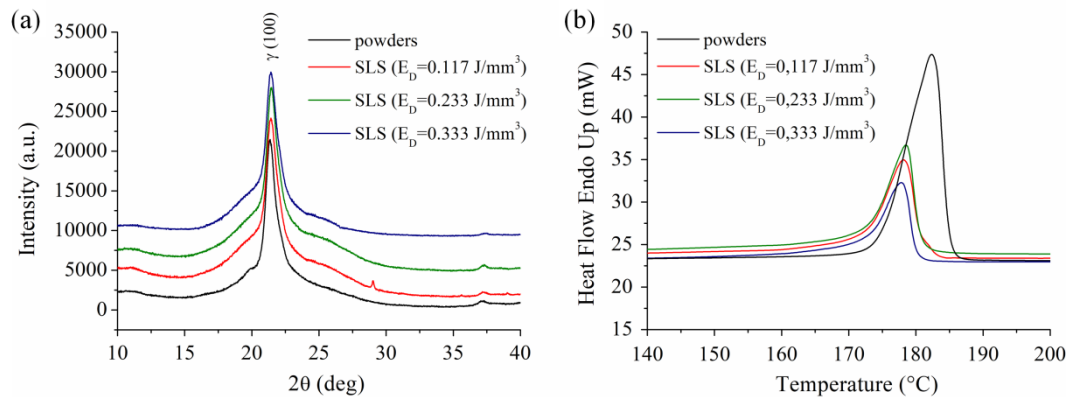 (a)
35000
30000
25000
20000
15000
10000
5000
0
Intensity (a.u.)
γ (100)
powders
SLS (E_D=0.117 J/mm³)
SLS (E_D=0.233 J/mm³)
SLS (E_D=0.333 J/mm³)
10 15 20 25 30 35 40
2θ (deg)
(b)
55
50
45
40
35
30
25
20
15
Heat Flow Endo Up (mW)
powders
SLS (E_D=0,117 J/mm³)
SLS (E_D=0,233 J/mm³)
SLS (E_D=0,333 J/mm³)
140 150 160 170 180 190 200
Temperature (°C)